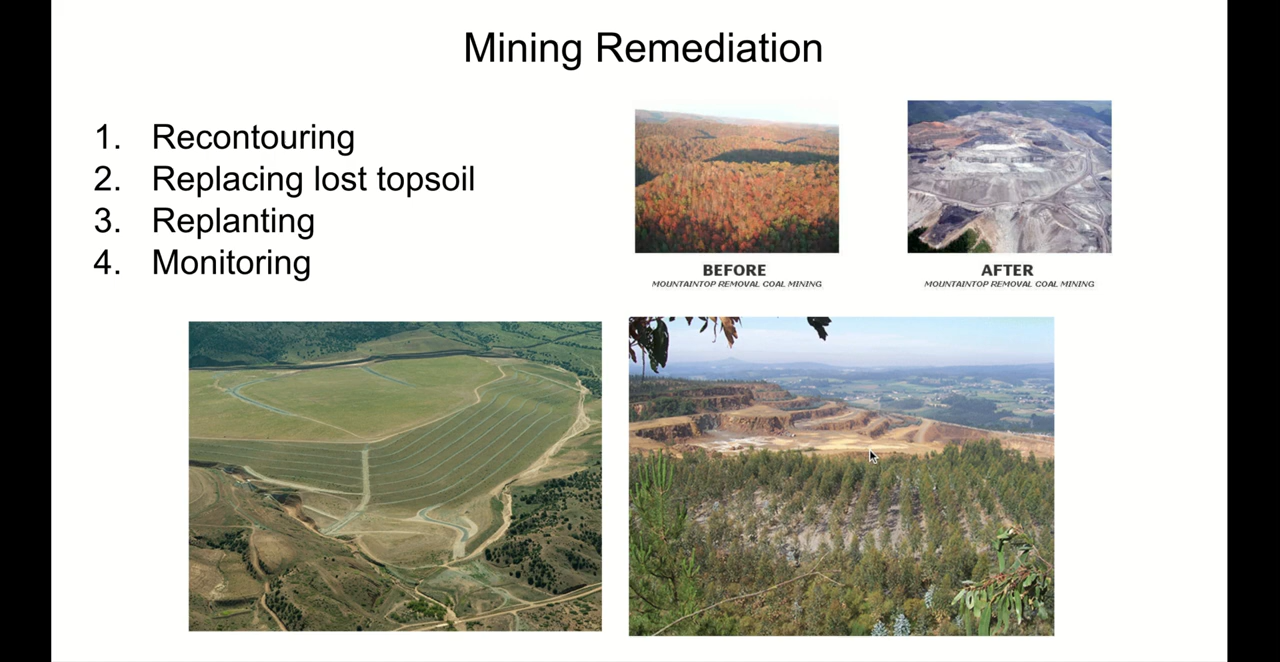 Mining Remediation
1. Recontouring
2. Replacing lost topsoil
3. Replanting
4. Monitoring
BEFORE
MOUNTAINTOP REMOVAL COAL MINING
AFTER
MOUNTAINTOP REMOVAL COAL MINING